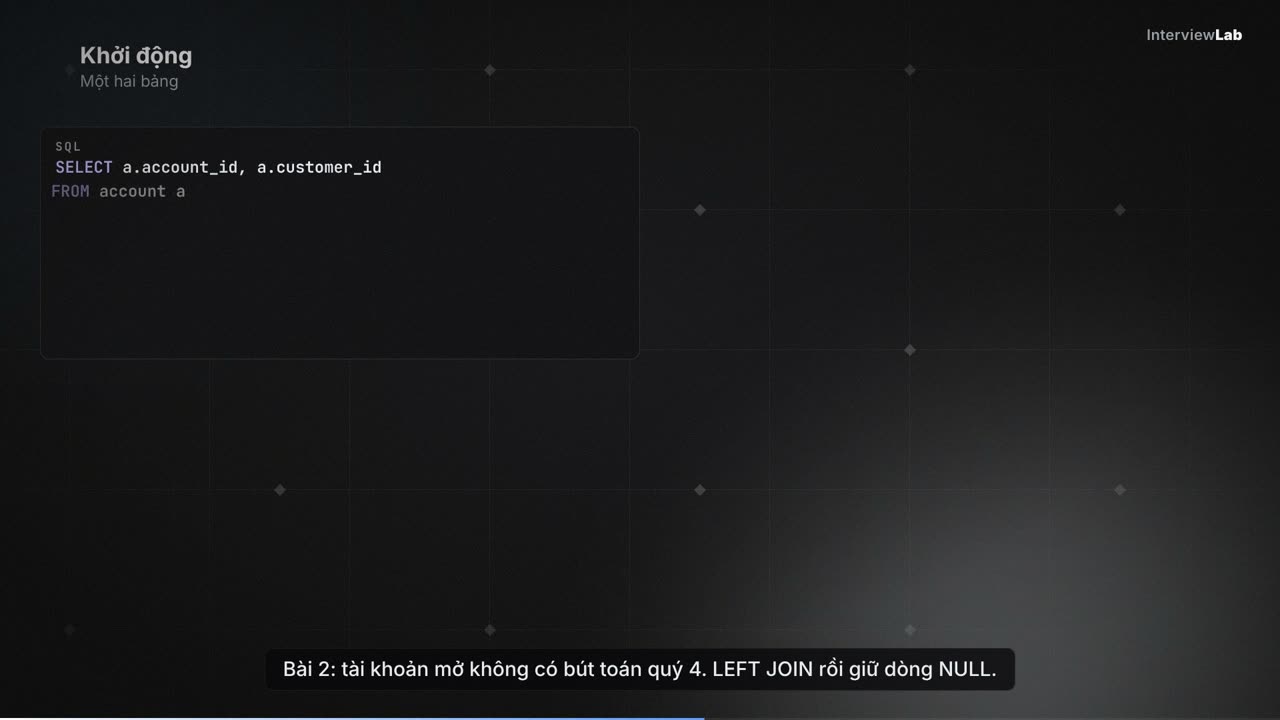 Khởi động
Một hai bảng
InterviewLab
SQL
SELECT a.account_id, a.customer_id
FROM account a
Bài 2: tài khoản mở không có bút toán quý 4. LEFT JOIN rồi giữ dòng NULL.